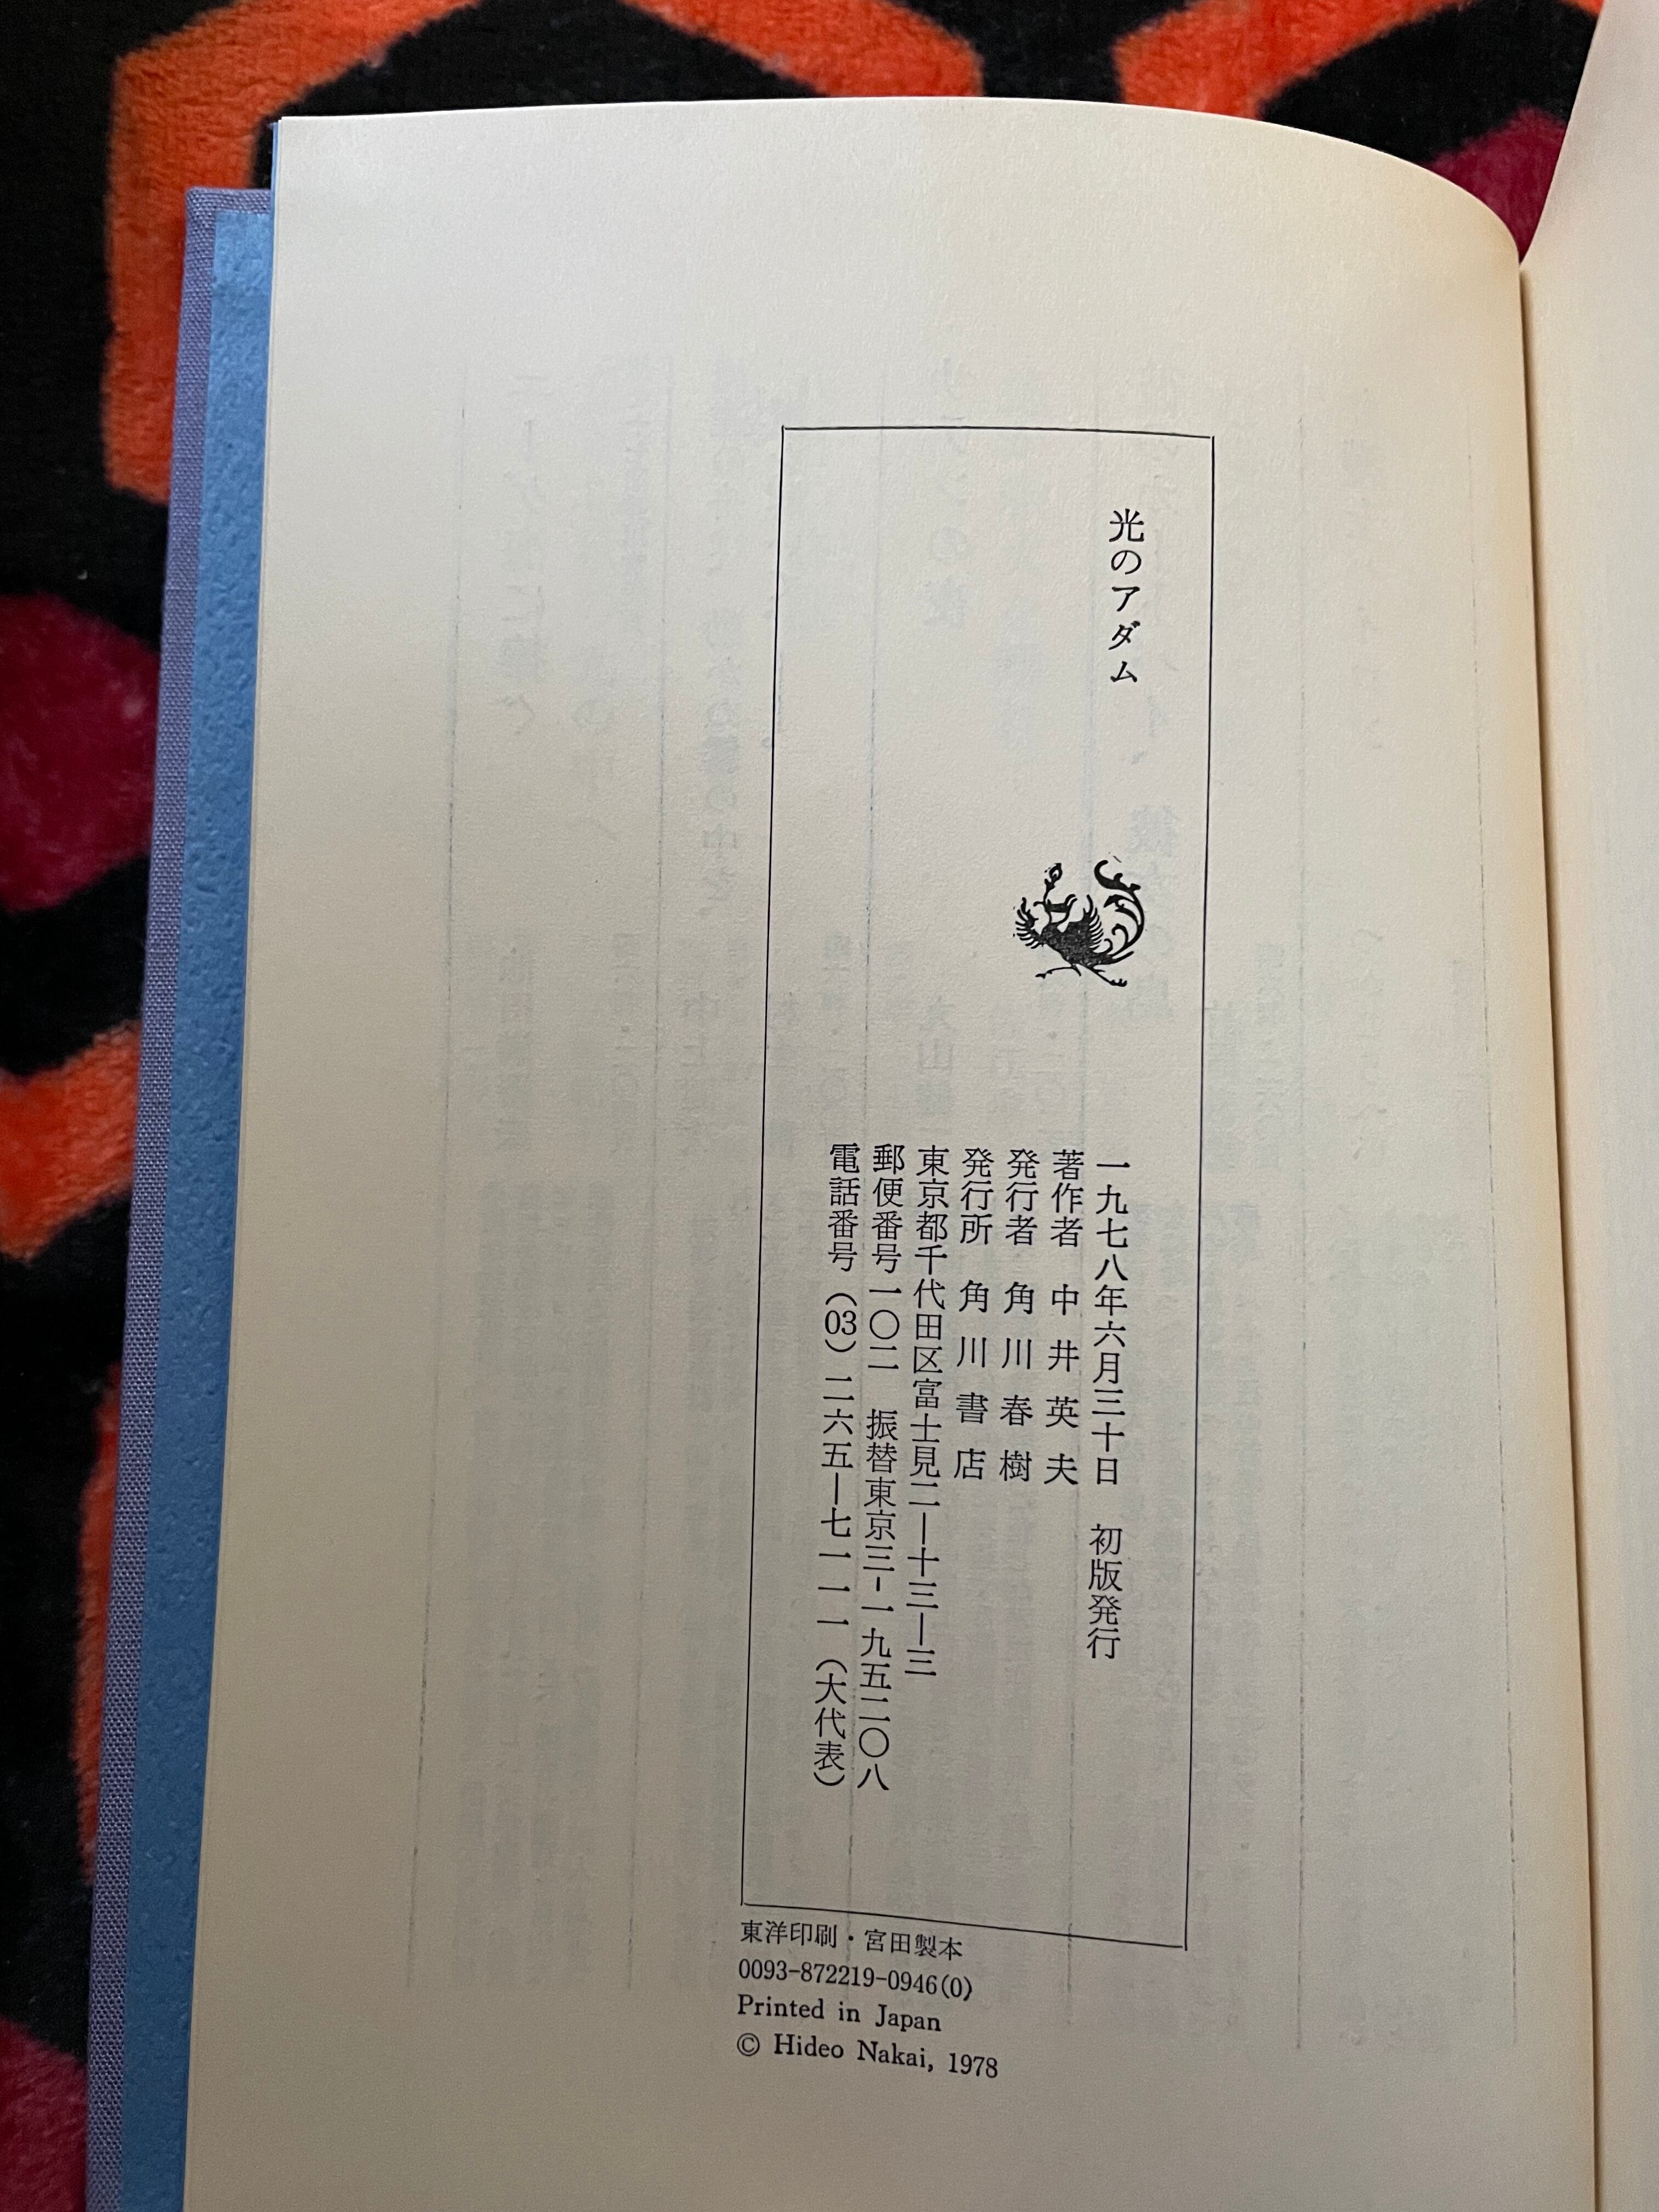 光のアダム
一九七八年六月三十日 初版発行
著作者 中井英夫
発行者 角川春樹
発行所 角川書店
東京都千代田区富士見二―十三―三
郵便番号一〇二 振替東京三-一九五二〇八
電話番号（03）二六五―七一一一（大代表）
東洋印刷・宮田製本
0093-872219-0946(0)
Printed in Japan
© Hideo Nakai, 1978